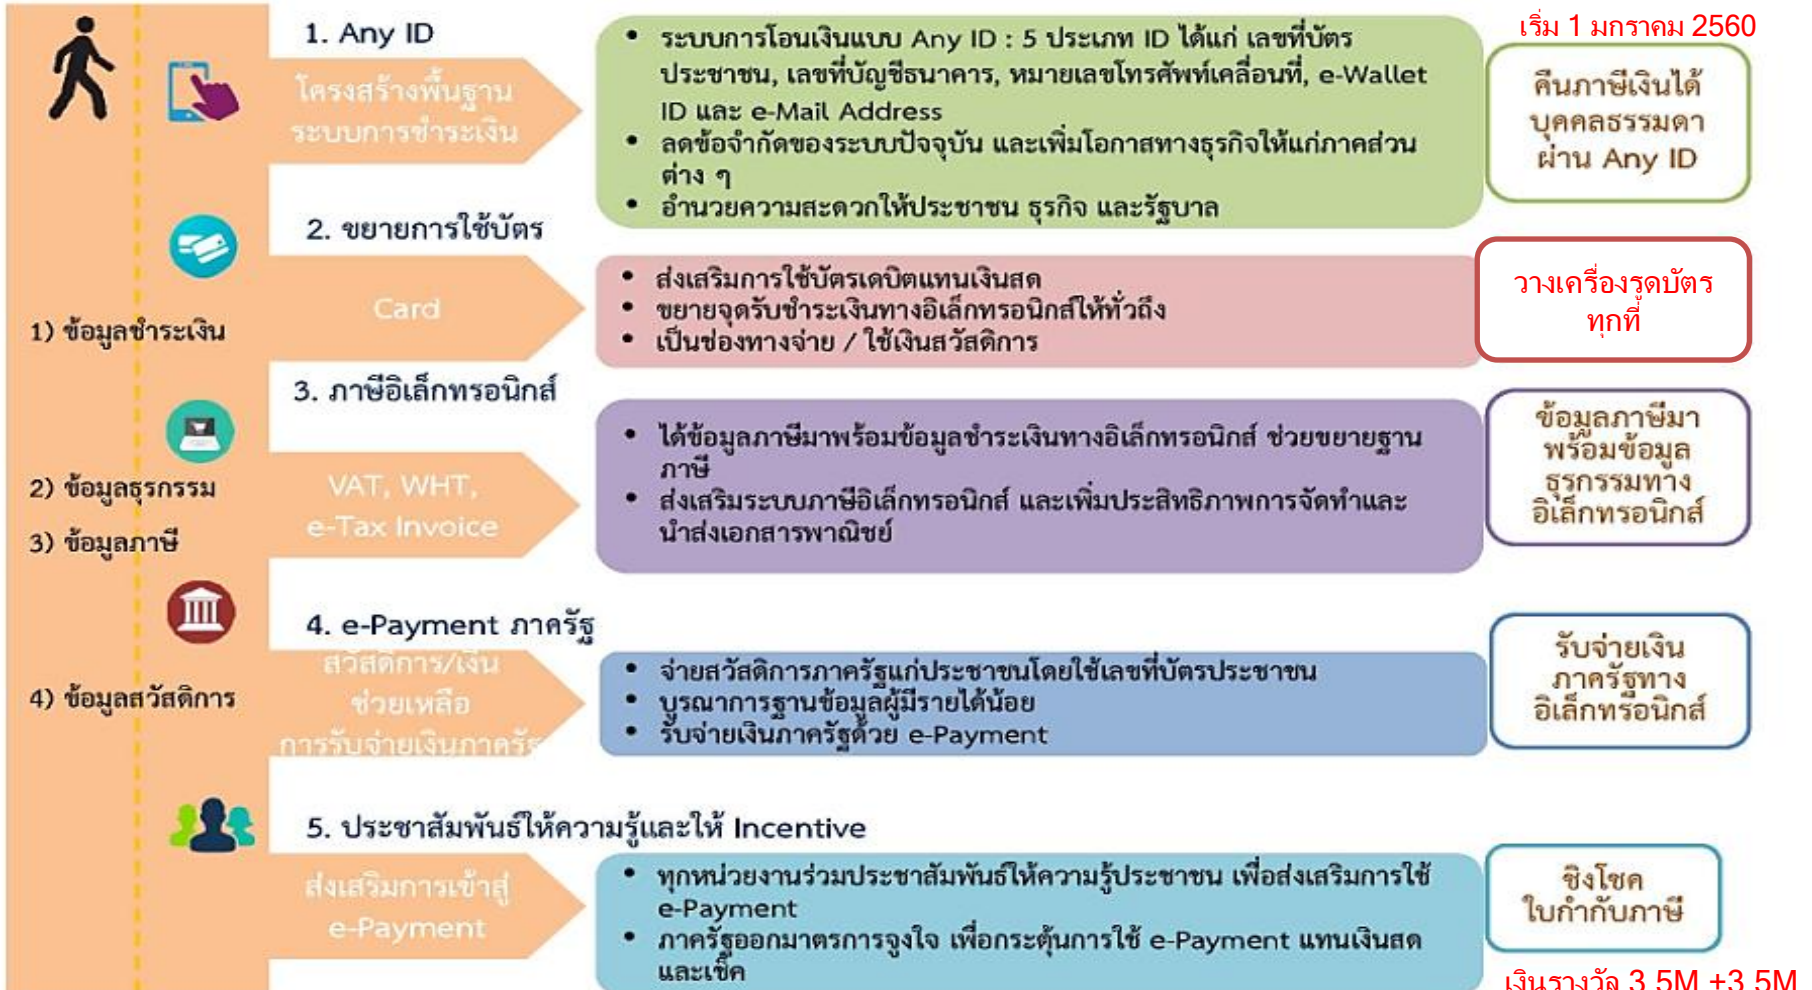 เริ่ม 1 มกราคม 2560
1. Any ID
โครงสร้างพื้นฐาน
ระบบการชำระเงิน
• ระบบการโอนเงินแบบ Any ID : 5 ประเภท ID ได้แก่ เลขที่บัตร
ประชาชน, เลขที่บัญชีธนาคาร, หมายเลขโทรศัพท์เคลื่อนที่, e-Wallet
ID และ e-Mail Address
• ลดข้อจำกัดของระบบปัจจุบัน และเพิ่มโอกาสทางธุรกิจให้แก่ภาคส่วน
ต่าง ๆ
• อำนวยความสะดวกให้ประชาชน ธุรกิจ และรัฐบาล
คืนภาษีเงินได้
บุคคลธรรมดา
ผ่าน Any ID
2. ขยายการใช้บัตร
Card
• ส่งเสริมการใช้บัตรเดบิตแทนเงินสด
• ขยายจุดรับชำระเงินทางอิเล็กทรอนิกส์ให้ทั่วถึง
• เป็นช่องทางจ่าย / ใช้เงินสวัสดิการ
วางเครื่องรูดบัตร
ทุกที่
1) ข้อมูลชำระเงิน
3. ภาษีอิเล็กทรอนิกส์
VAT, WHT,
e-Tax Invoice
• ได้ข้อมูลภาษีมาพร้อมข้อมูลชำระเงินทางอิเล็กทรอนิกส์ ช่วยขยายฐาน
ภาษี
• ส่งเสริมระบบภาษีอิเล็กทรอนิกส์ และเพิ่มประสิทธิภาพการจัดทำและ
นำส่งเอกสารพาณิชย์
ข้อมูลภาษีมา
พร้อมข้อมูล
ธุรกรรมทาง
อิเล็กทรอนิกส์
2) ข้อมูลธุรกรรม
3) ข้อมูลภาษี
4. e-Payment ภาครัฐ
สวัสดิการ/เงิน
ช่วยเหลือ
การรับจ่ายเงินภาครัฐ
• จ่ายสวัสดิการภาครัฐแก่ประชาชนโดยใช้เลขที่บัตรประชาชน
• บูรณาการฐานข้อมูลผู้มีรายได้น้อย
• รับจ่ายเงินภาครัฐด้วย e-Payment
รับจ่ายเงิน
ภาครัฐทาง
อิเล็กทรอนิกส์
4) ข้อมูลสวัสดิการ
5. ประชาสัมพันธ์ให้ความรู้และให้ Incentive
ส่งเสริมการเข้าสู่
e-Payment
• ทุกหน่วยงานร่วมประชาสัมพันธ์ให้ความรู้ประชาชน เพื่อส่งเสริมการใช้
e-Payment
• ภาครัฐออกมาตรการจูงใจ เพื่อกระตุ้นการใช้ e-Payment แทนเงินสด
และเช็ค
ชิงโชค
ใบกำกับภาษี
เงินรางวัล 3.5M +3.5M